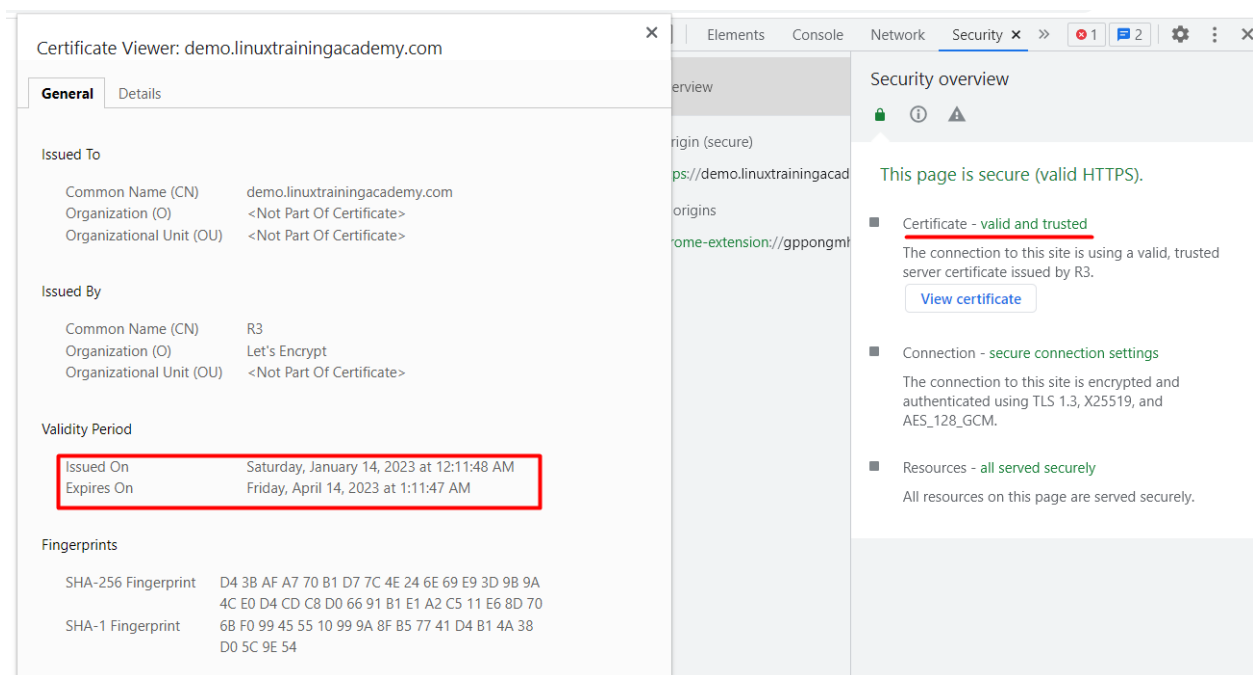 Certificate Viewer: demo.linuxtrainingacademy.com
General Details
Issued To
Common Name (CN) demo.linuxtrainingacademy.com
Organization (O) <Not Part Of Certificate>
Organizational Unit (OU) <Not Part Of Certificate>
Issued By
Common Name (CN) R3
Organization (O) Let's Encrypt
Organizational Unit (OU) <Not Part Of Certificate>
Validity Period
Issued On Saturday, January 14, 2023 at 12:11:48 AM
Expires On Friday, April 14, 2023 at 1:11:47 AM
Fingerprints
SHA-256 Fingerprint D4 3B AF A7 70 B1 D7 7C 4E 24 6E 69 E9 3D 9B 9A
4C E0 D4 CD C8 D0 66 91 B1 E1 A2 C5 11 E6 8D 70
SHA-1 Fingerprint 6B F0 99 45 55 10 99 9A 8F B5 77 41 D4 B1 4A 38
D0 5C 9E 54
Elements Console Network Security 1 2
erview
rigin (secure)
ps://demo.linuxtrainingacad
origins
rome-extension://gppongmh
Security overview
This page is secure (valid HTTPS).
Certificate - valid and trusted
The connection to this site is using a valid, trusted
server certificate issued by R3.
View certificate
Connection - secure connection settings
The connection to this site is encrypted and
authenticated using TLS 1.3, X25519, and
AES_128_GCM.
Resources - all served securely
All resources on this page are served securely.